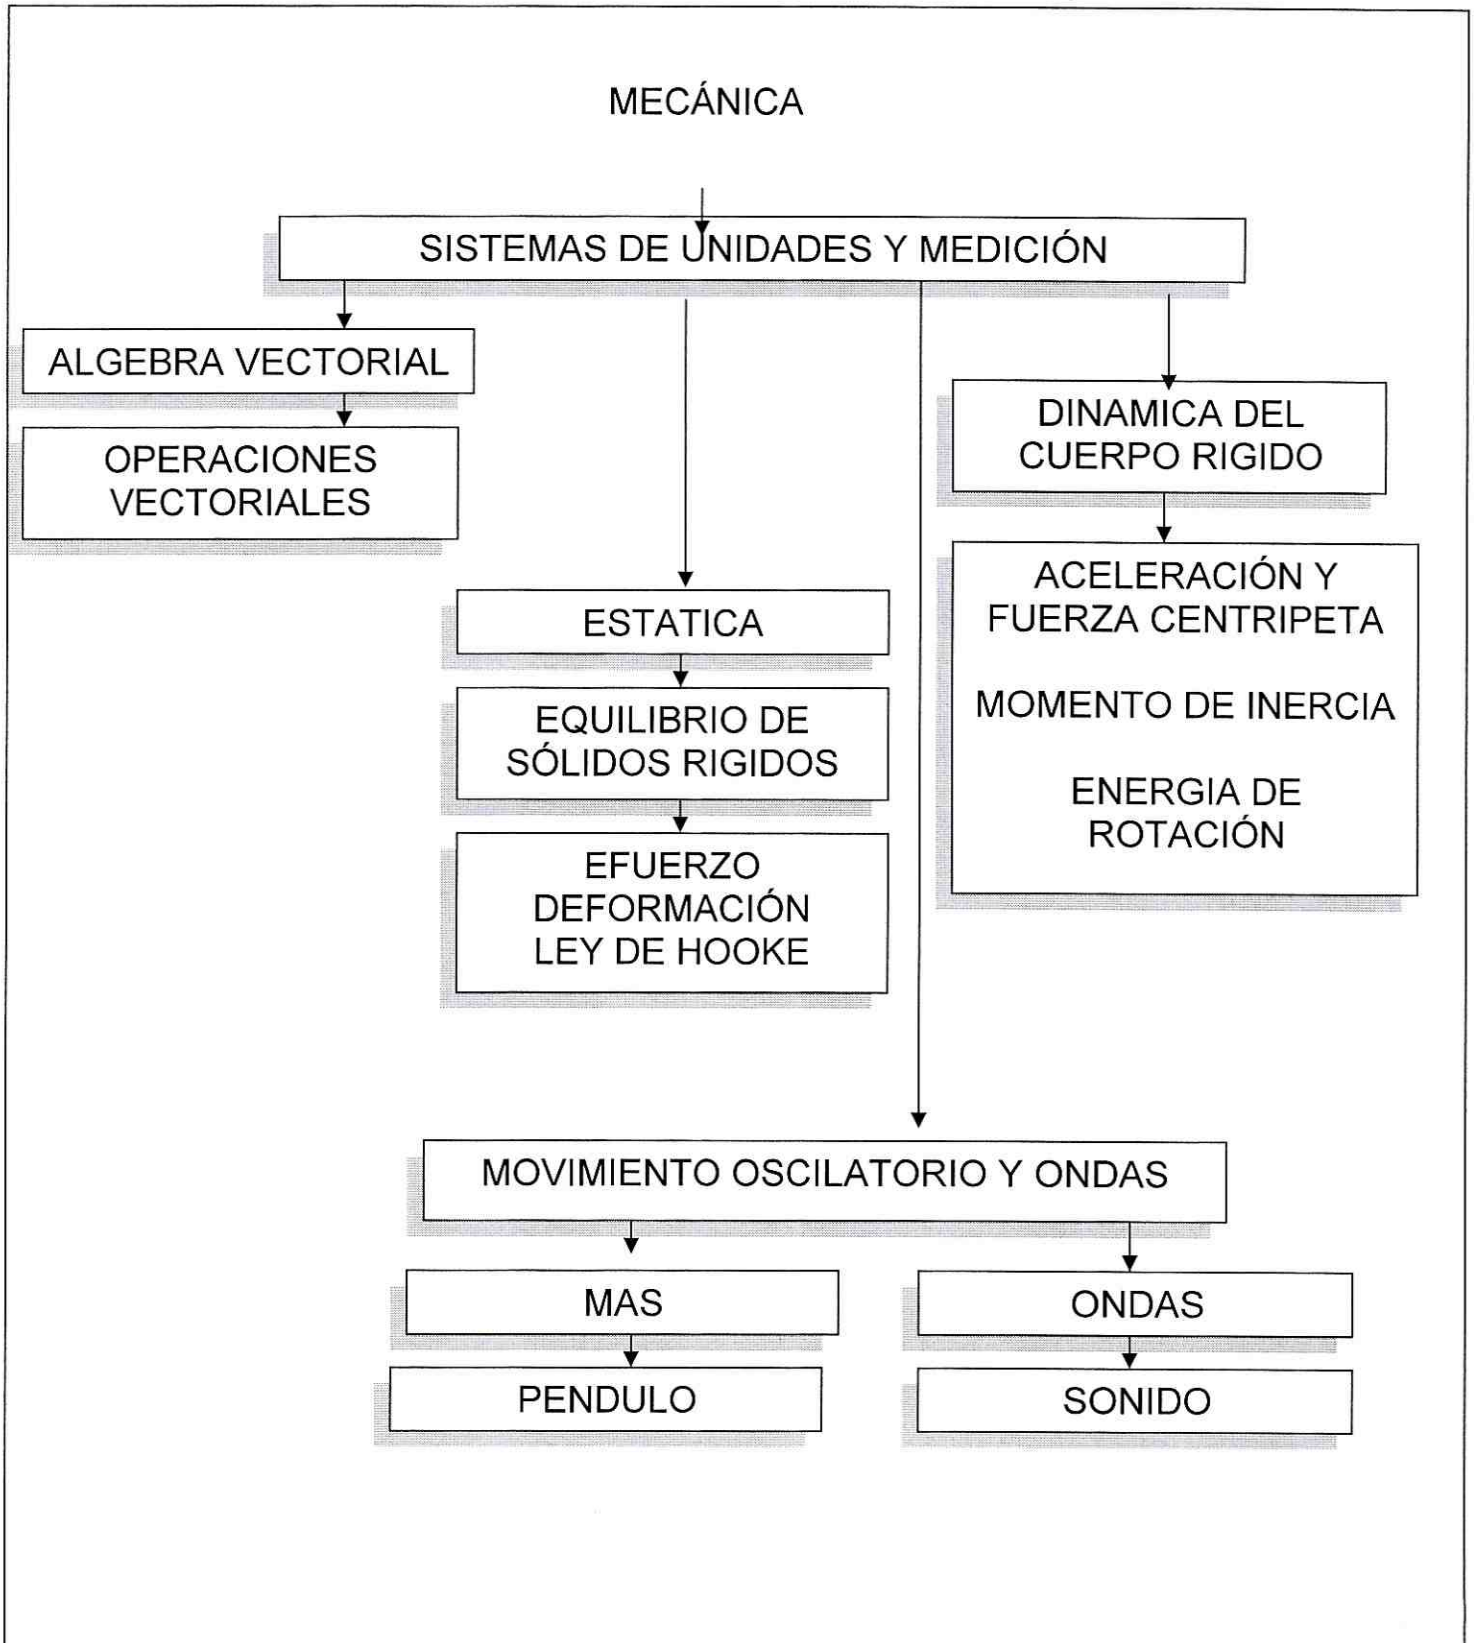 MECÁNICA
SISTEMAS DE UNIDADES Y MEDICIÓN
ALGEBRA VECTORIAL
OPERACIONES
VECTORIALES
ESTATICA
EQUILIBRIO DE
SÓLIDOS RIGIDOS
EFUERZO
DEFORMACIÓN
LEY DE HOOKE
DINAMICA DEL
CUERPO RIGIDO
ACELERACIÓN Y
FUERZA CENTRIPETA
MOMENTO DE INERCIA
ENERGIA DE
ROTACIÓN
MOVIMIENTO OSCILATORIO Y ONDAS
MAS
PENDULO
ONDAS
SONIDO